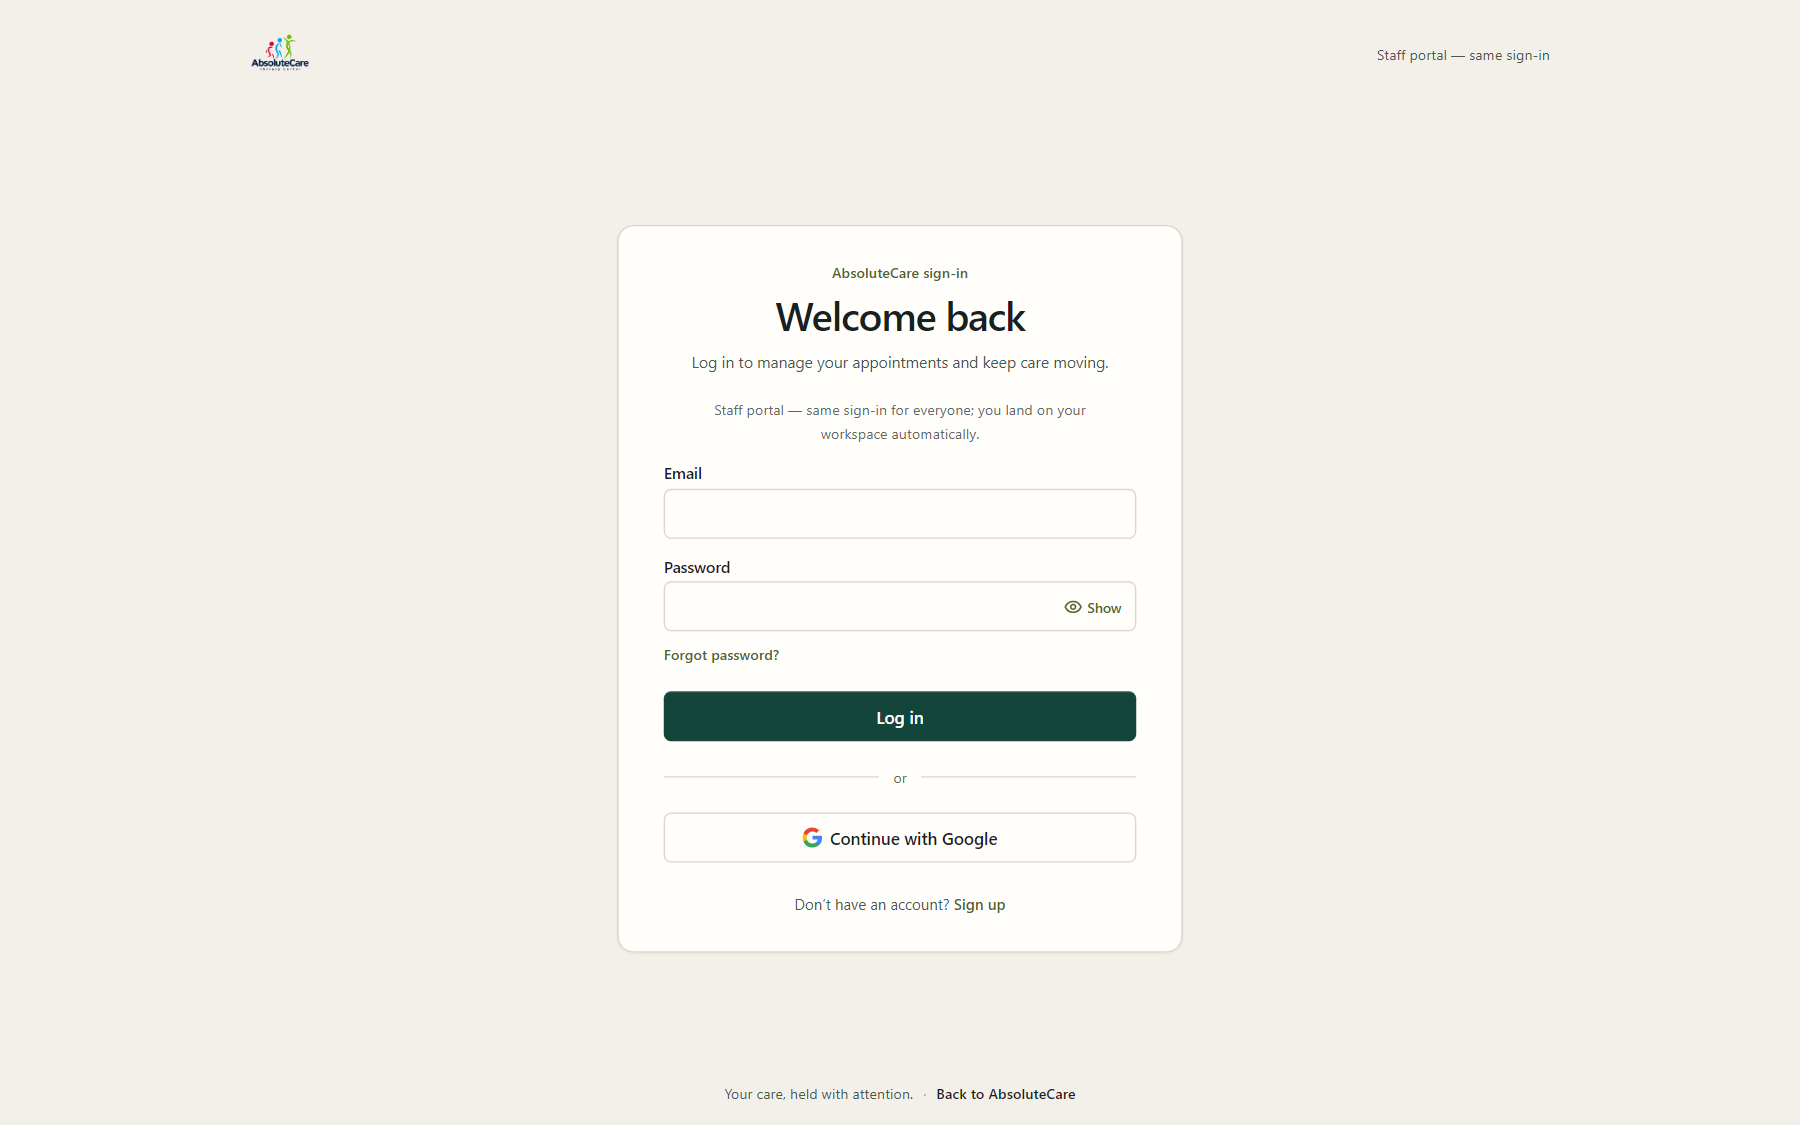 AbsoluteCare
Staff portal — same sign-in
AbsoluteCare sign-in
Welcome back
Log in to manage your appointments and keep care moving.
Staff portal — same sign-in for everyone; you land on your
workspace automatically.
Email
Password
Show
Forgot password?
Log in
or
Continue with Google
Don’t have an account? Sign up
Your care, held with attention. · Back to AbsoluteCare